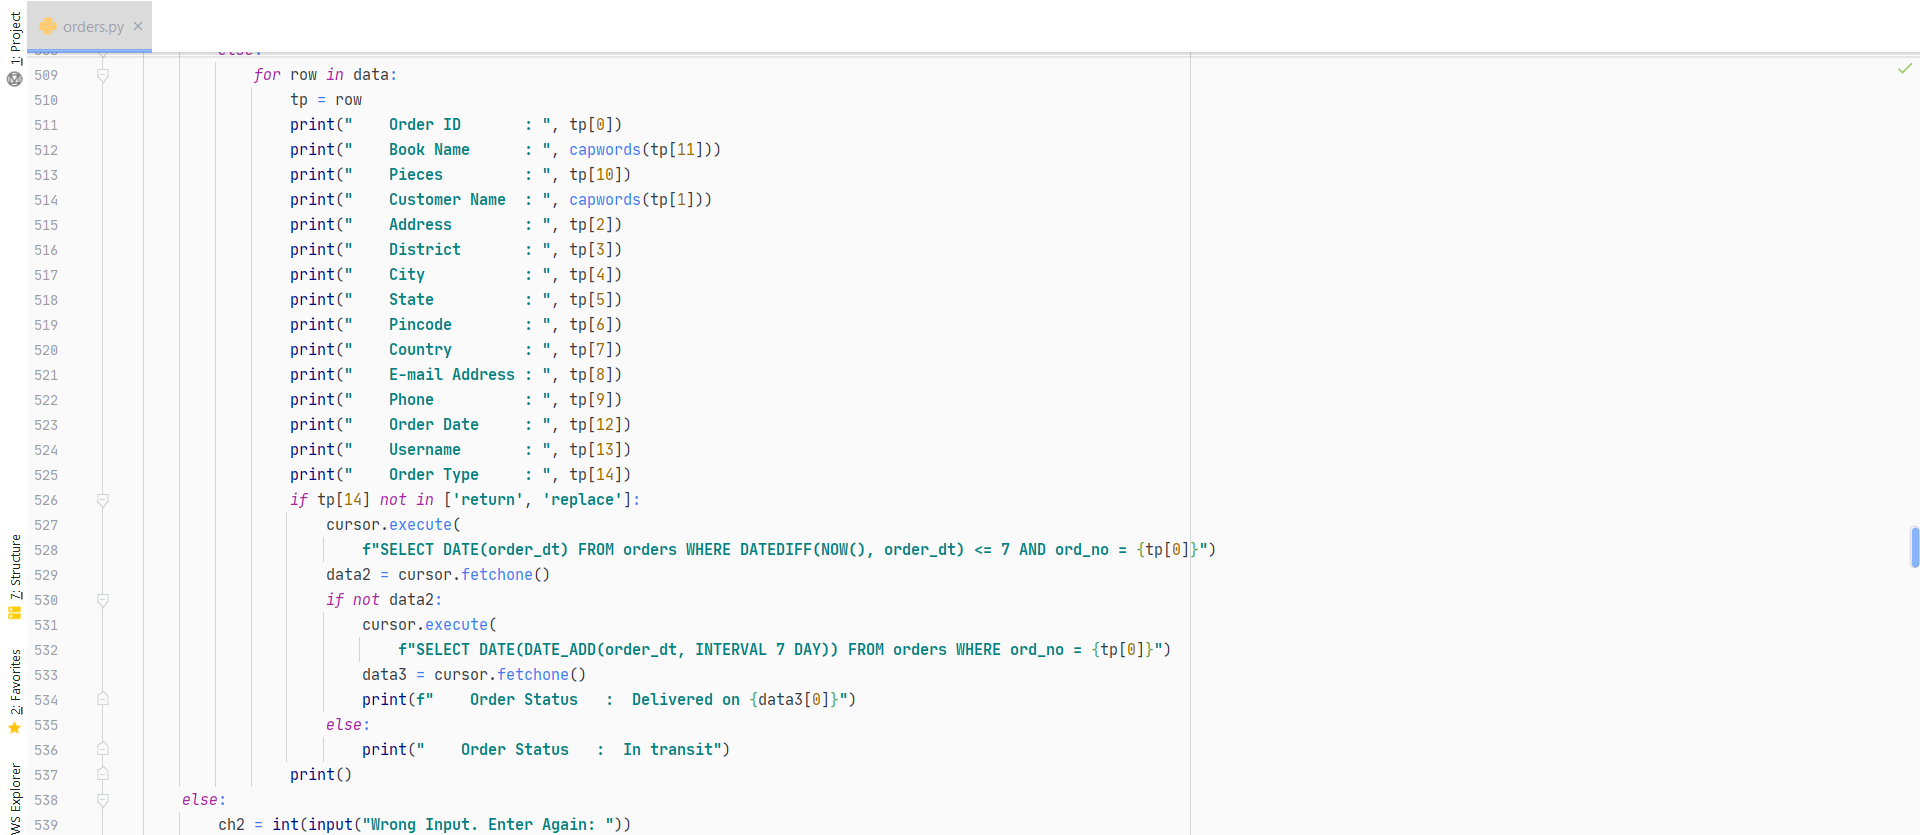 orders.py
1: Project
7: Structure
2: Favorites
WS Explorer
else:
509 for row in data:
510 tp = row
511 print("    Order ID       : ", tp[0])
512 print("    Book Name      : ", capwords(tp[11]))
513 print("    Pieces         : ", tp[10])
514 print("    Customer Name  : ", capwords(tp[1]))
515 print("    Address        : ", tp[2])
516 print("    District       : ", tp[3])
517 print("    City           : ", tp[4])
518 print("    State          : ", tp[5])
519 print("    Pincode        : ", tp[6])
520 print("    Country        : ", tp[7])
521 print("    E-mail Address : ", tp[8])
522 print("    Phone          : ", tp[9])
523 print("    Order Date     : ", tp[12])
524 print("    Username       : ", tp[13])
525 print("    Order Type     : ", tp[14])
526 if tp[14] not in ['return', 'replace']:
527 cursor.execute(
528 f"SELECT DATE(order_dt) FROM orders WHERE DATEDIFF(NOW(), order_dt) <= 7 AND ord_no = {tp[0]}")
529 data2 = cursor.fetchone()
530 if not data2:
531 cursor.execute(
532 f"SELECT DATE(DATE_ADD(order_dt, INTERVAL 7 DAY)) FROM orders WHERE ord_no = {tp[0]}")
533 data3 = cursor.fetchone()
534 print(f"    Order Status   :  Delivered on {data3[0]}")
535 else:
536 print("    Order Status   :  In transit")
537 print()
538 else:
539 ch2 = int(input("Wrong Input. Enter Again: "))